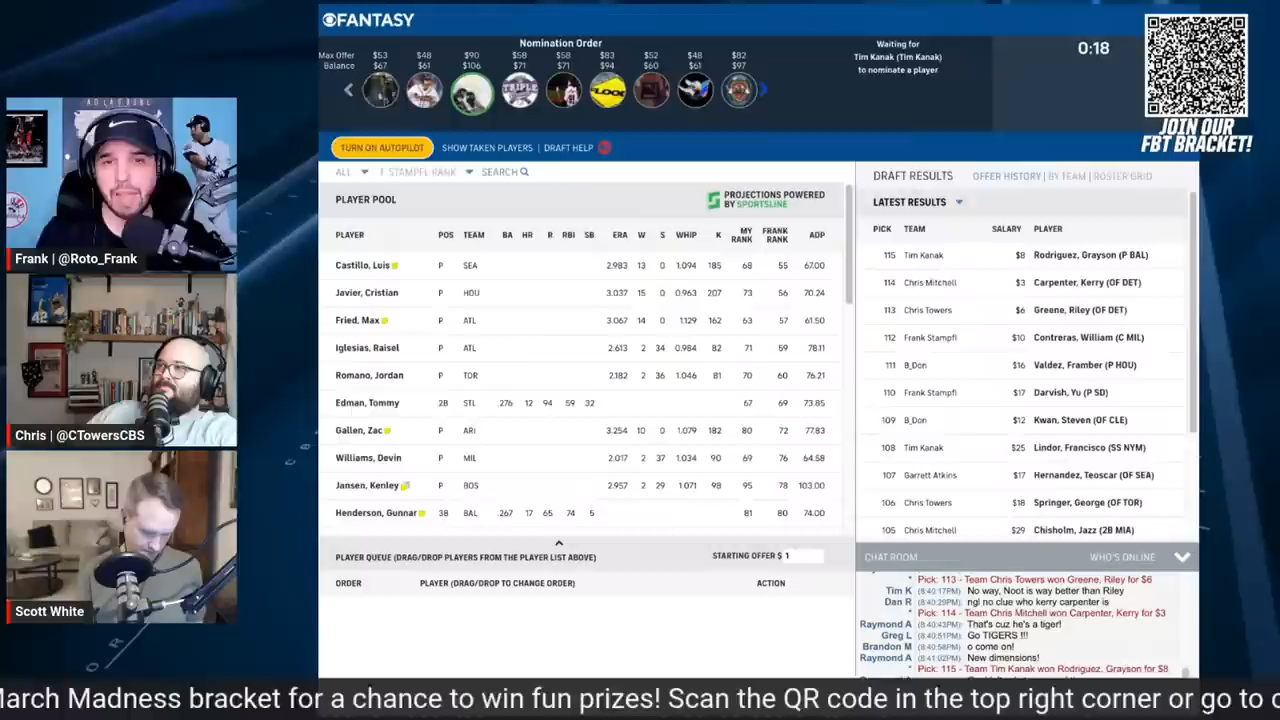 FANTASY
Nomination Order
Max Offer $53 $48 $90 $58 $58 $83 $52 $48 $82
Balance $67 $61 $106 $71 $71 $94 $60 $61 $97
Waiting for
Tim Kanak (Tim Kanak)
to nominate a player
0:18
JOIN OUR
FBT BRACKET!
TURN ON AUTOPILOT SHOW TAKEN PLAYERS | DRAFT HELP
ALL STAMPFL RANK SEARCH
PLAYER POOL
PROJECTIONS POWERED
BY SPORTSLINE
PLAYER POS TEAM BA HR R RBI SB ERA W S WHIP K MY RANK FRANK RANK ADP
Castillo, Luis P SEA 2.983 13 0 1.094 185 68 55 67.00
Javier, Cristian P HOU 3.037 15 0 0.963 207 73 56 70.24
Fried, Max P ATL 3.067 14 0 1.129 162 63 57 61.50
Iglesias, Raisel P ATL 2.613 2 34 0.984 82 71 59 78.11
Romano, Jordan P TOR 2.182 2 36 1.046 81 70 60 76.21
Edman, Tommy 2B STL .276 12 94 59 32 67 69 73.85
Gallen, Zac P ARI 3.254 10 0 1.079 182 80 72 77.83
Williams, Devin P MIL 2.017 2 37 1.034 90 69 76 64.58
Jansen, Kenley P BOS 2.957 2 29 1.071 98 95 78 103.00
Henderson, Gunnar 3B BAL .267 17 65 74 5 81 80 74.00
PLAYER QUEUE (DRAG/DROP PLAYERS FROM THE PLAYER LIST ABOVE) STARTING OFFER $ 1
ORDER PLAYER (DRAG/DROP TO CHANGE ORDER) ACTION
DRAFT RESULTS OFFER HISTORY | BY TEAM | ROSTER GRID
LATEST RESULTS
PICK TEAM SALARY PLAYER
115 Tim Kanak $8 Rodriguez, Grayson (P BAL)
114 Chris Mitchell $3 Carpenter, Kerry (OF DET)
113 Chris Towers $6 Greene, Riley (OF DET)
112 Frank Stampfl $10 Contreras, William (C MIL)
111 B_Don $16 Valdez, Framber (P HOU)
110 Frank Stampfl $17 Darvish, Yu (P SD)
109 B_Don $12 Kwan, Steven (OF CLE)
108 Tim Kanak $25 Lindor, Francisco (SS NYM)
107 Garrett Atkins $17 Hernandez, Teoscar (OF SEA)
106 Chris Towers $18 Springer, George (OF TOR)
105 Chris Mitchell $29 Chisholm, Jazz (2B MIA)
CHAT ROOM WHO'S ONLINE
* Pick: 113 - Team Chris Towers won Greene, Riley for $6
Tim K (8:40:17PM) No way, Noot is way better than Riley
Dan R (8:40:29PM) ngl no clue who kerry carpenter is
* Pick: 114 - Team Chris Mitchell won Carpenter, Kerry for $3
Raymond A (8:40:43PM) That's cuz he's a tiger!
Greg L (8:40:51PM) Go TIGERS !!!
Brandon M (8:40:58PM) o come on!
Raymond A (8:41:02PM) New dimensions!
* Pick: 115 - Team Tim Kanak won Rodriguez, Grayson for $8
Frank | @Roto_Frank
Chris | @CTowersCBS
Scott White
March Madness bracket for a chance to win fun prizes! Scan the QR code in the top right corner or go to